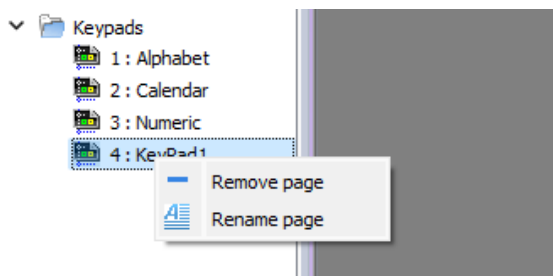 Keypads
1 : Alphabet
2 : Calendar
3 : Numeric
4 : KeyPad1
Remove page
Rename page